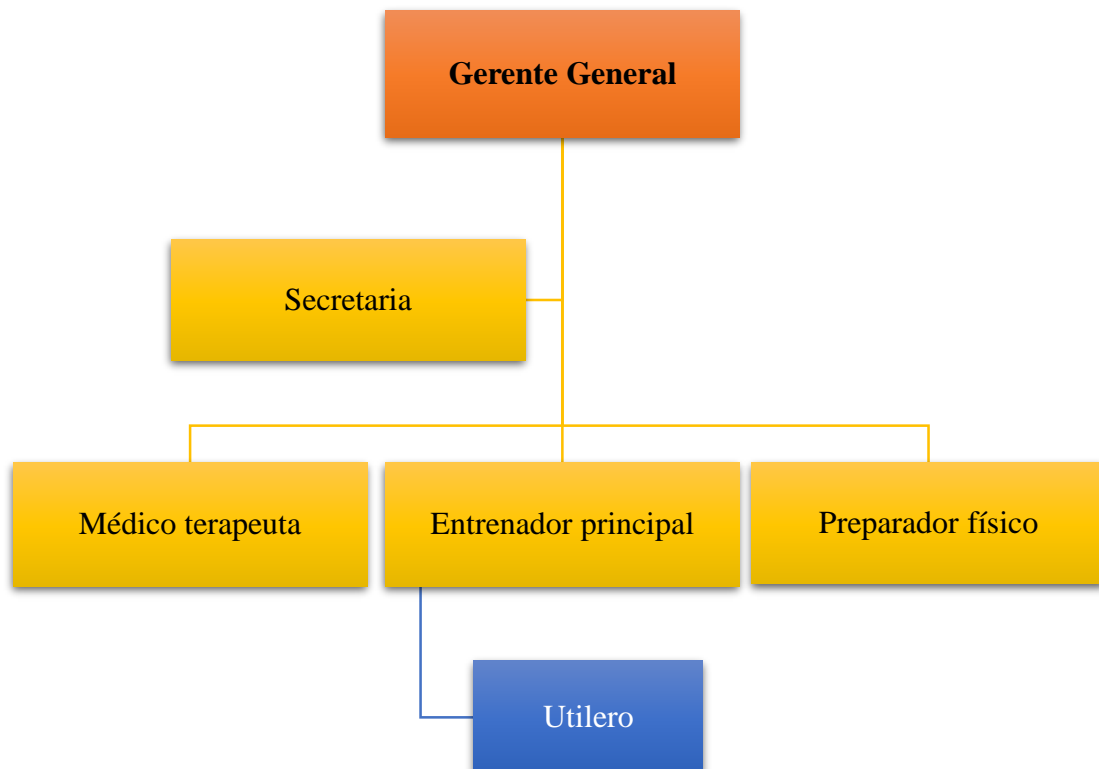 Gerente General
Secretaria
Médico terapeuta
Entrenador principal
Preparador físico
Utilero